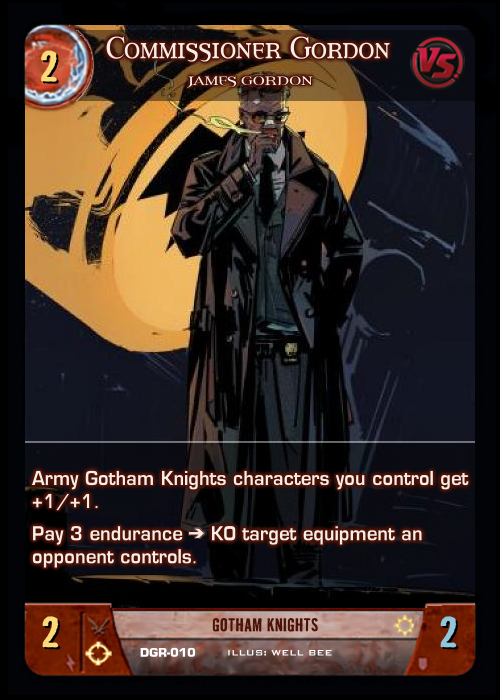 2
COMMISSIONER GORDON
VS
JAMES GORDON
Army Gotham Knights characters you control get
+1/+1.
Pay 3 endurance ➔ KO target equipment an
opponent controls.
2
GOTHAM KNIGHTS
2
DGR-010 ILLUS: WELL BEE